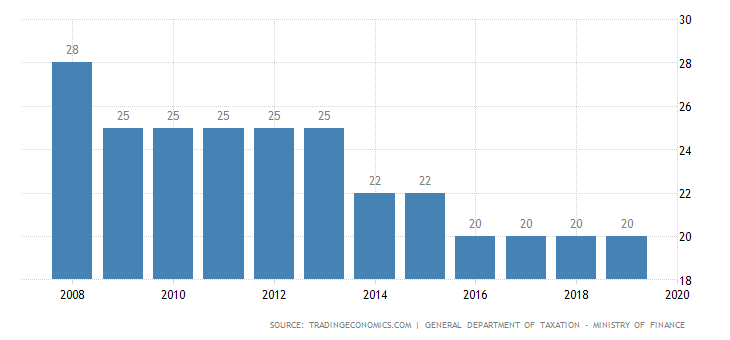 30
28
28
26
25 25 25 25 25
24
22 22
22
20 20 20 20
20
18
2008 2010 2012 2014 2016 2018 2020
SOURCE: TRADINGECONOMICS.COM | GENERAL DEPARTMENT OF TAXATION - MINISTRY OF FINANCE